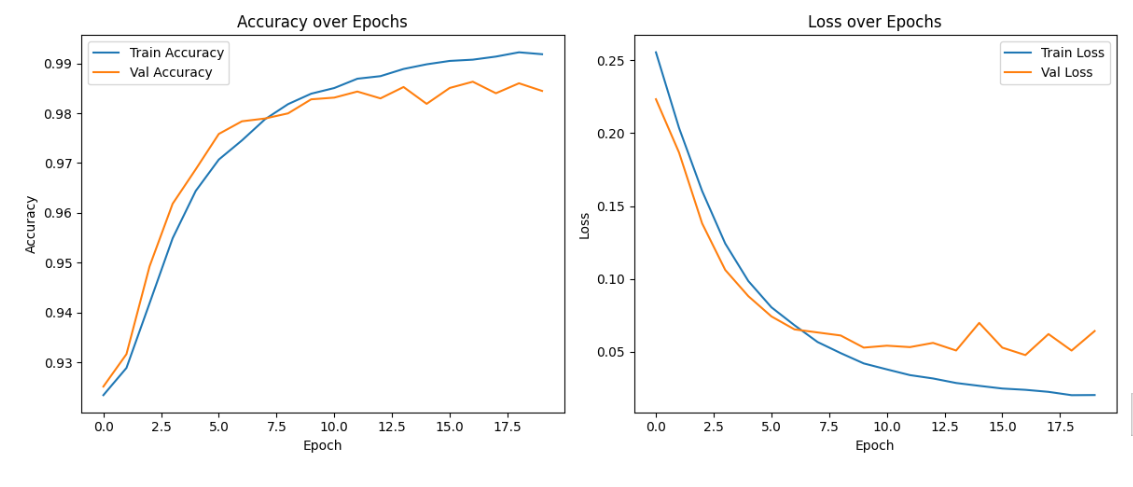 Accuracy over Epochs
Train Accuracy
Val Accuracy
Accuracy
0.99
0.98
0.97
0.96
0.95
0.94
0.93
0.0 2.5 5.0 7.5 10.0 12.5 15.0 17.5
Epoch
Loss over Epochs
Train Loss
Val Loss
Loss
0.25
0.20
0.15
0.10
0.05
0.0 2.5 5.0 7.5 10.0 12.5 15.0 17.5
Epoch